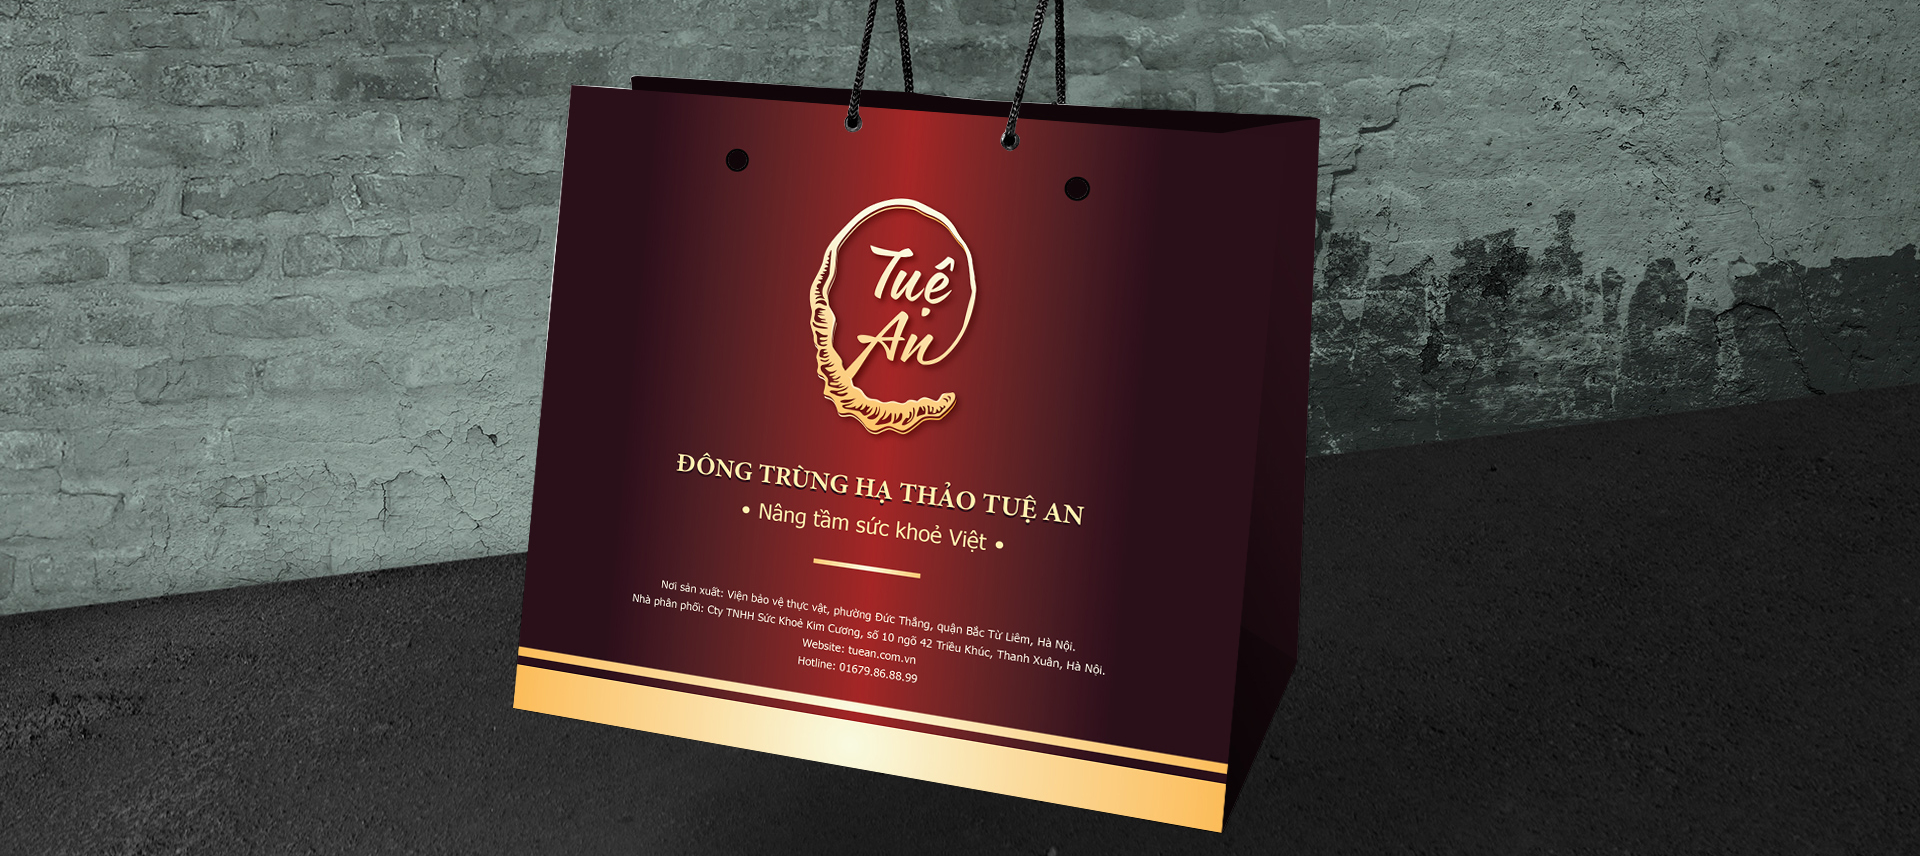 Tuệ
An
ĐÔNG TRÙNG HẠ THẢO TUỆ AN
• Nâng tầm sức khoẻ Việt •
Nơi sản xuất: Viện bảo vệ thực vật, phường Đức Thắng, quận Bắc Từ Liêm, Hà Nội.
Nhà phân phối: Cty TNHH Sức Khoẻ Kim Cương, số 10 ngõ 42 Triều Khúc, Thanh Xuân, Hà Nội.
Website: tuean.com.vn
Hotline: 01679.86.88.99